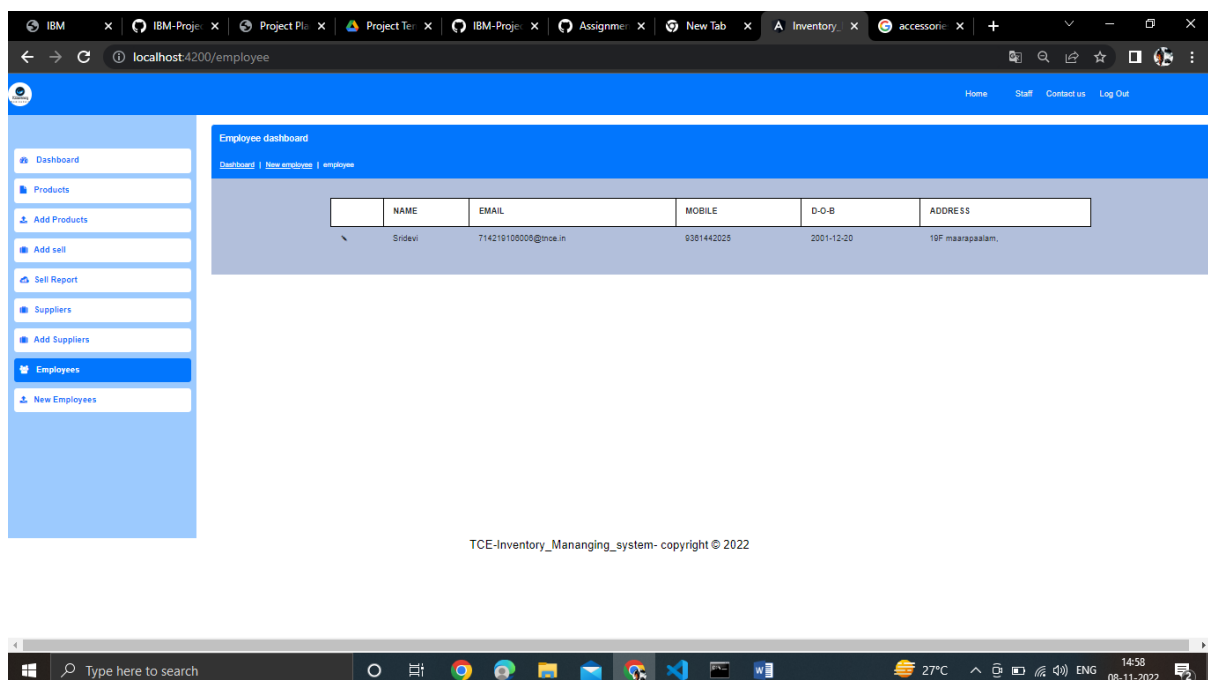 IBM
IBM-Projec
Project Pla
Project Ten
IBM-Projec
Assignmen
New Tab
Inventory_
accessorie
localhost:4200/employee
Home Staff Contact us Log Out
Employee dashboard
Dashboard | New employee | employee
Dashboard
Products
Add Products
Add sell
Sell Report
Suppliers
Add Suppliers
Employees
New Employees
NAME EMAIL MOBILE D-O-B ADDRESS
Sridevi 714219106006@tnce.in 9361442025 2001-12-20 19F maarapaalam,
TCE-Inventory_Mananging_system- copyright © 2022
Type here to search
27°C
ENG
14:58
08-11-2022
2